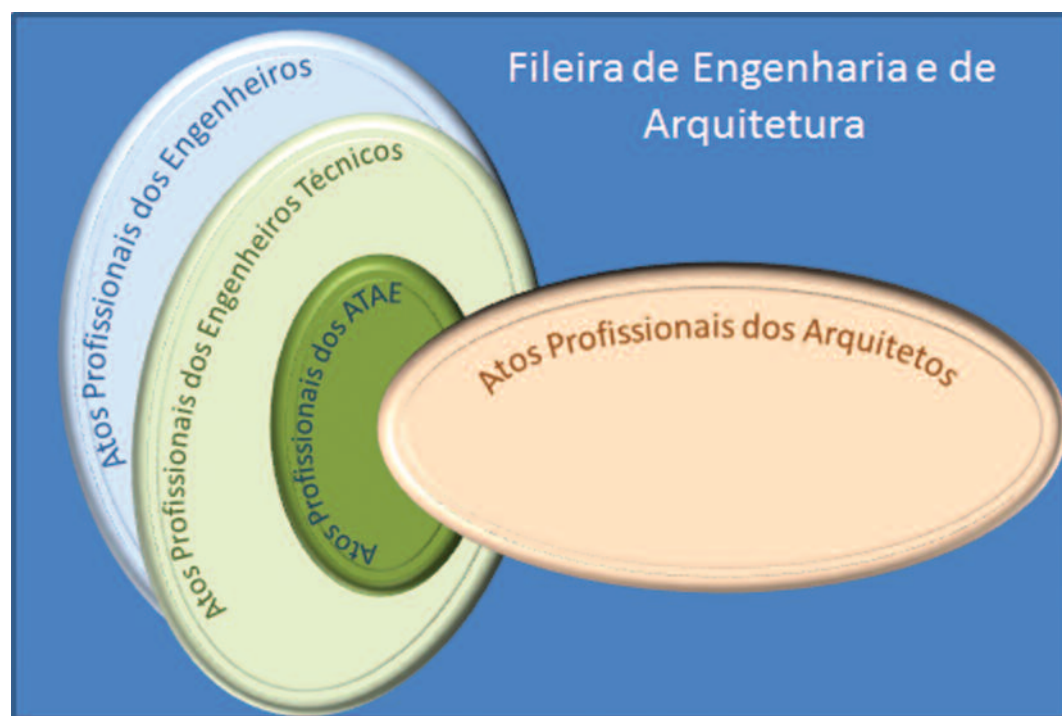 Fileira de Engenharia e de
Arquitetura
Atos Profissionais dos Engenheiros
Atos Profissionais dos Engenheiros Técnicos
Atos Profissionais dos ATAE
Atos Profissionais dos Arquitetos